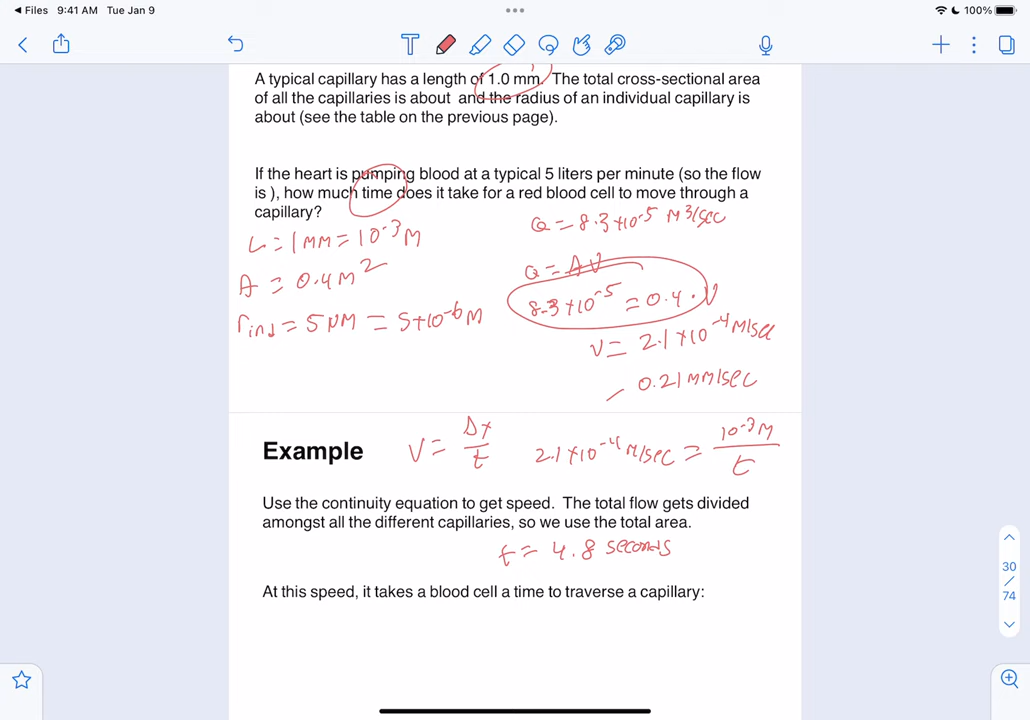 Files 9:41 AM Tue Jan 9 100%
T
A typical capillary has a length of 1.0 mm. The total cross-sectional area
of all the capillaries is about and the radius of an individual capillary is
about (see the table on the previous page).
If the heart is pumping blood at a typical 5 liters per minute (so the flow
is ), how much time does it take for a red blood cell to move through a
capillary?
Q = 8.3×10⁻⁵ M³/sec
L = 1MM = 10⁻³ M
Q = AV
A = 0.4 M²
8.3×10⁻⁵ = 0.4 · V
rind = 5 μM = 5×10⁻⁶ M
V = 2.1×10⁻⁴ M/sec
0.21 MM/sec
Example
V = Δx/t 2.1×10⁻⁴ M/sec = 10⁻³M/t
Use the continuity equation to get speed. The total flow gets divided
amongst all the different capillaries, so we use the total area.
t = 4.8 seconds
At this speed, it takes a blood cell a time to traverse a capillary:
30
/
74